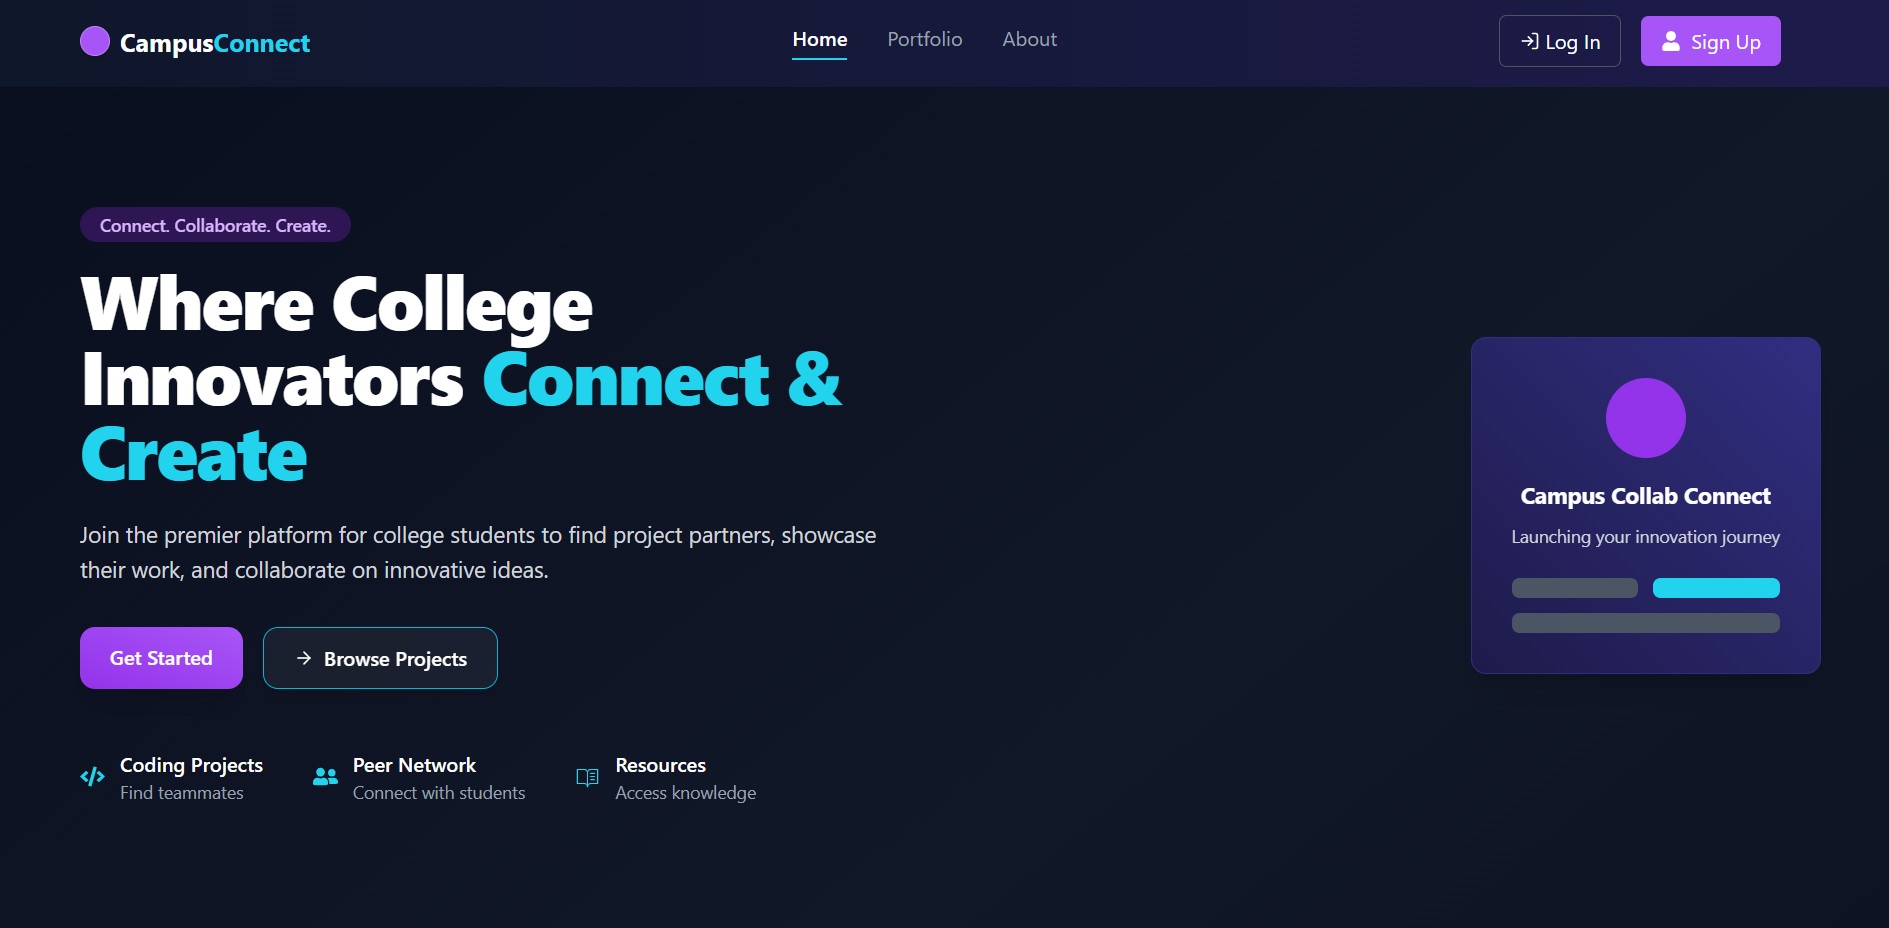 CampusConnect
Home
Portfolio
About
Log In
Sign Up
Connect. Collaborate. Create.
Where College
Innovators Connect &
Create
Join the premier platform for college students to find project partners, showcase
their work, and collaborate on innovative ideas.
Get Started
Browse Projects
Coding Projects
Find teammates
Peer Network
Connect with students
Resources
Access knowledge
Campus Collab Connect
Launching your innovation journey